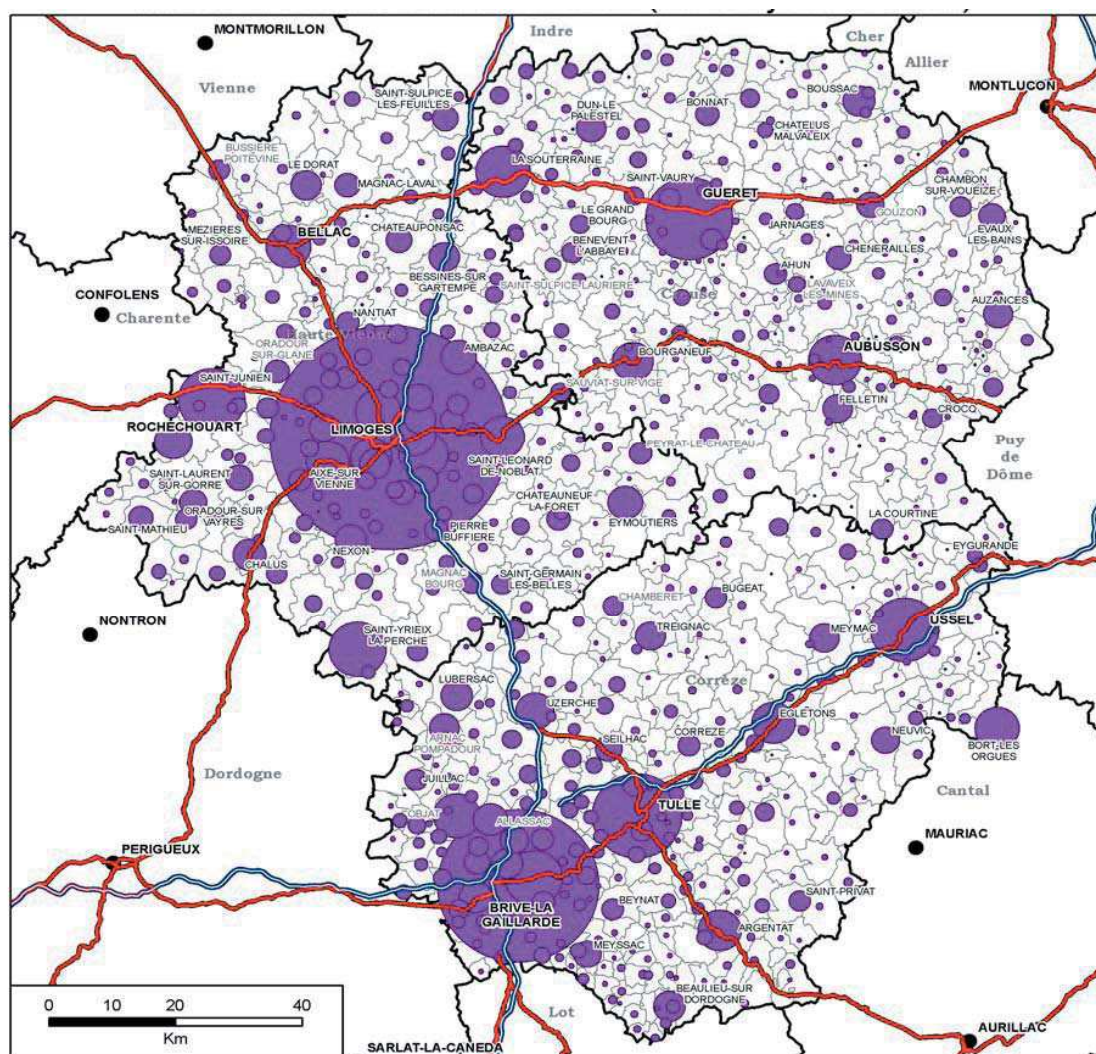 MONTMORILLON
Indre
Cher
Allier
Vienne
MONTLUCON
SAINT-SULPICE
LES-FEUILLES
DUN-LE
PALESTEL
BONNAT
BOUSSAC
CHATELUS
MALVALEIX
BUSSIÈRE
POITEVINE
LE DORAT
MAGNAC-LAVAL
LA SOUTERRAINE
SAINT-VAURY
GUERET
CHAMBON
SUR-VOUEIZE
GOUZON
EVAUX
LES-BAINS
MEZIERES
SUR-ISSOIRE
BELLAC
CHATEAUPONSAC
LE GRAND
BOURG
BENEVENT
L'ABBAYE
JARNAGES
CHENERAILLES
AHUN
LAVAVEIX
LES-MINES
BESSINES-SUR
GARTEMPE
SAINT-SULPICE-LAURIERE
Creuse
AUZANCES
CONFOLENS
Charente
NANTIAT
ORADOUR
SUR-GLANE
AMBAZAC
SAINT-JUNIEN
BOURGANEUF
SAUVIAT-SUR-VIGE
AUBUSSON
FELLETIN
CROCQ
ROCHECHOUART
LIMOGES
AIXE-SUR
VIENNE
SAINT-LEONARD
DE-NOBLAT
PEYRAT-LE-CHATEAU
Puy
de
Dôme
SAINT-LAURENT
SUR-GORRE
ORADOUR-SUR
VAYRES
SAINT-MATHIEU
CHATEAUNEUF
LA-FORET
EYMOUTIERS
LA COURTINE
PIERRE
BUFFIERE
NEXON
CHALUS
MAGNAC
BOURG
SAINT-GERMAIN
LES-BELLES
EYGURANDE
BUGEAT
CHAMBERET
NONTRON
SAINT-YRIEIX
LA-PERCHE
TREIGNAC
MEYMAC
USSEL
LUBERSAC
UZERCHE
Corrèze
ARNAC
POMPADOUR
SEILHAC
CORREZE
EGLETONS
NEUVIC
BORT-LES
ORGUES
Dordogne
JUILLAC
Cantal
OBJAT
ALLASSAC
TULLE
MAURIAC
PERIGUEUX
BRIVE-LA
GAILLARDE
BEYNAT
SAINT-PRIVAT
ARGENTAT
MEYSSAC
BEAULIEU-SUR
DORDOGNE
0 10 20 40
Km
Lot
SARLAT-LA-CANEDA
AURILLAC